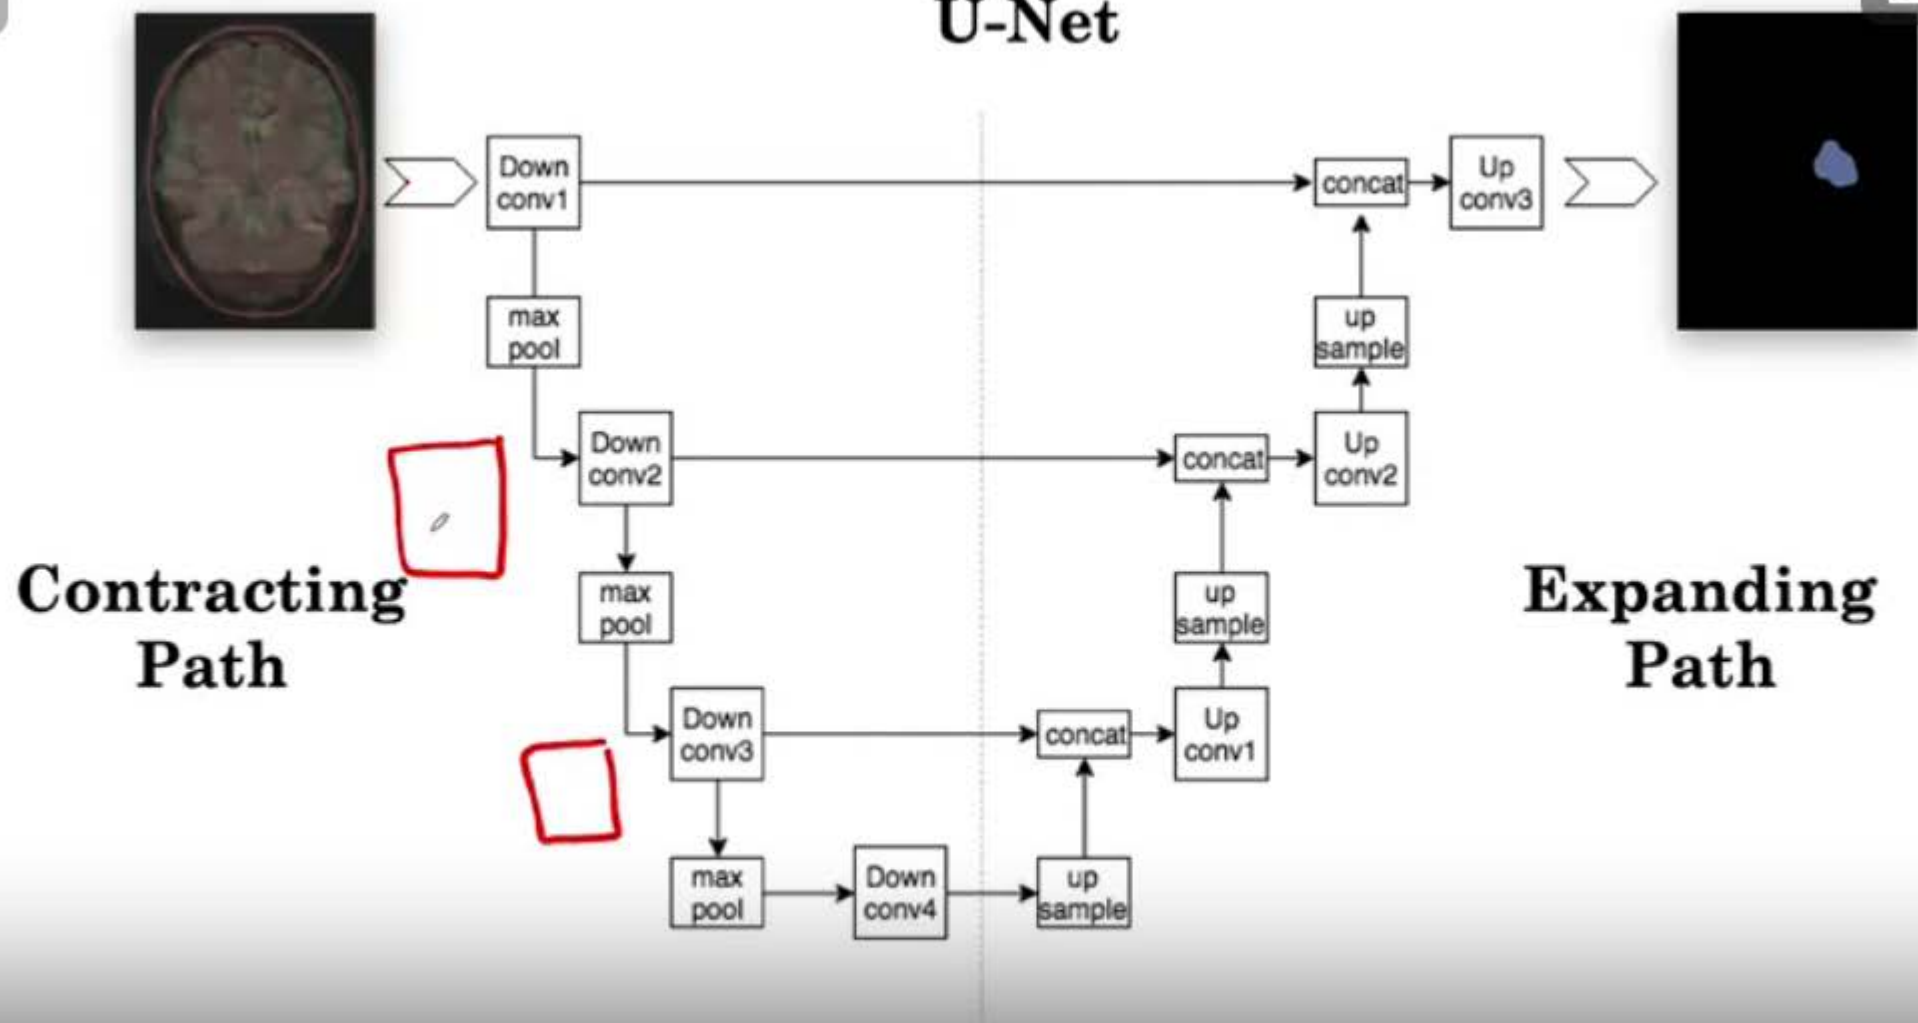 U-Net
Down
conv1
concat
Up
conv3
max
pool
up
sample
Down
conv2
concat
Up
conv2
Contracting
Path
max
pool
up
sample
Expanding
Path
Down
conv3
concat
Up
conv1
max
pool
Down
conv4
up
sample